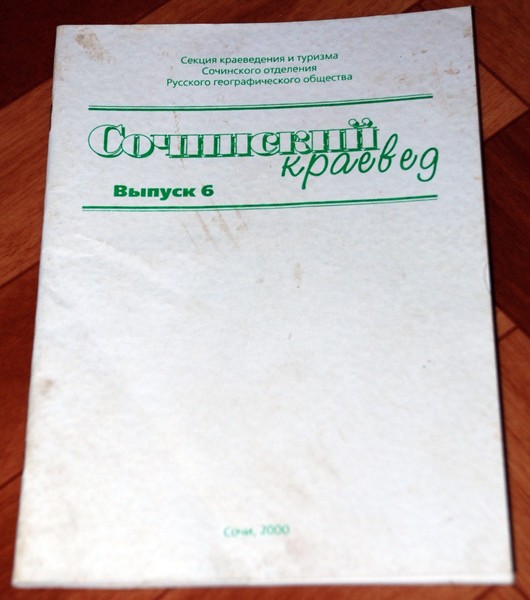 Секция краеведения и туризма
Сочинского отделения
Русского географического общества
Сочинский
краевед
Выпуск 6
Сочи, 2000